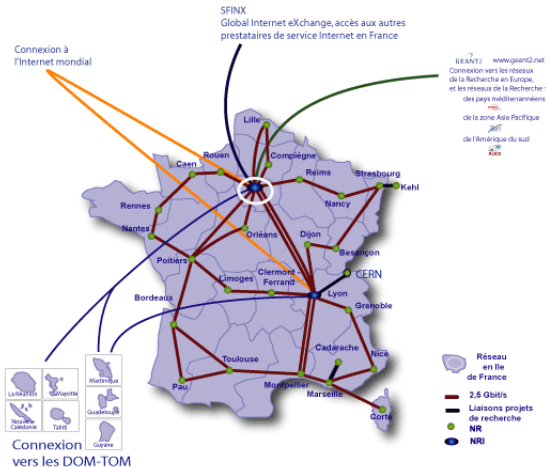 SFINX
Global Internet eXchange, accès aux autres
prestataires de service Internet en France
Connexion à
l'Internet mondial
GEANT2 www.geant2.net
Connexion vers les réseaux
de la Recherche en Europe,
et les réseaux de la Recherche :
des pays méditerranéens
de la zone Asie Pacifique
de l'Amérique du sud
ALICE
Lille
Rouen
Compiègne
Caen
Reims
Strasbourg
Kehl
Nancy
Rennes
Nantes
Orléans
Dijon
Besançon
Poitiers
CERN
Limoges
Clermont -
Ferrand
Lyon
Bordeaux
Grenoble
Cadarache
Toulouse
Nice
Pau
Montpellier
Marseille
Corte
La Réunion
Mayotte
Martinique
Nouvelle
Calédonie
Tahiti
Guadeloupe
Guyane
Connexion
vers les DOM-TOM
Réseau
en Ile
de France
2,5 Gbit/s
Liaisons projets
de recherche
NR
NRI